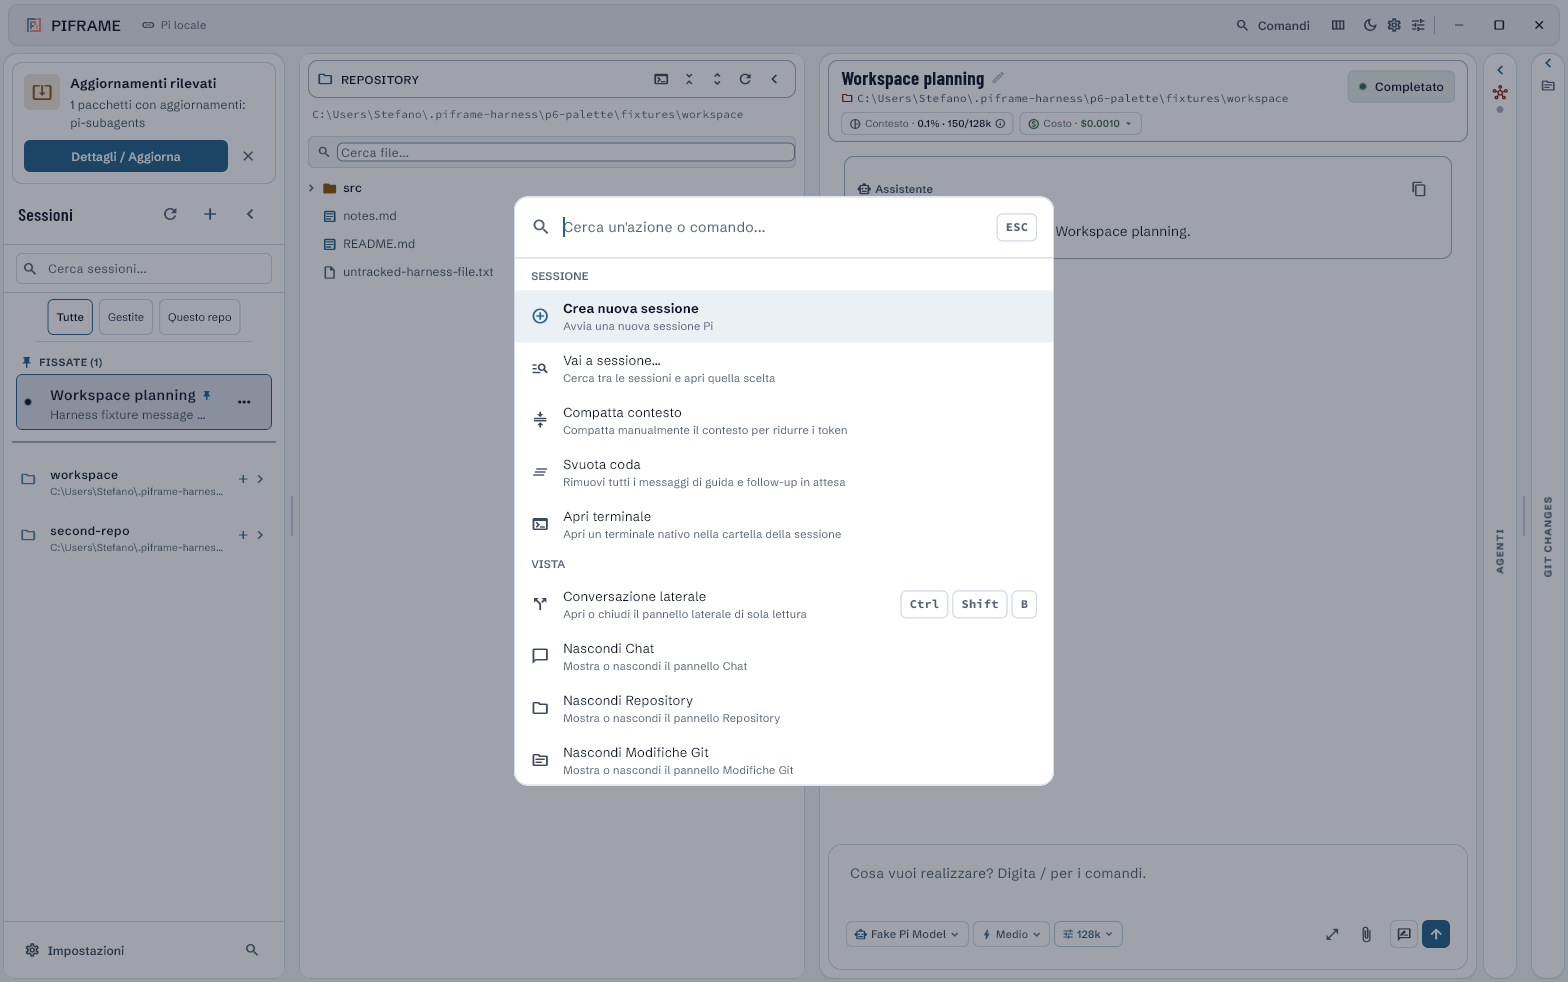 PIFRAME
Pi locale
Comandi
Aggiornamenti rilevati
1 pacchetti con aggiornamenti:
pi-subagents
Dettagli / Aggiorna
Sessioni
Cerca sessioni...
Tutte
Gestite
Questo repo
FISSATE (1)
Workspace planning
Harness fixture message ...
workspace
C:\Users\Stefano\.piframe-harnes...
second-repo
C:\Users\Stefano\.piframe-harnes...
Impostazioni
REPOSITORY
C:\Users\Stefano\.piframe-harness\p6-palette\fixtures\workspace
Cerca file...
src
notes.md
README.md
untracked-harness-file.txt
Workspace planning
C:\Users\Stefano\.piframe-harness\p6-palette\fixtures\workspace
Completato
Contesto · 0.1% · 150/128k
Costo · $0.0010
Assistente
Workspace planning.
Cerca un'azione o comando...
ESC
SESSIONE
Crea nuova sessione
Avvia una nuova sessione Pi
Vai a sessione...
Cerca tra le sessioni e apri quella scelta
Compatta contesto
Compatta manualmente il contesto per ridurre i token
Svuota coda
Rimuovi tutti i messaggi di guida e follow-up in attesa
Apri terminale
Apri un terminale nativo nella cartella della sessione
VISTA
Conversazione laterale
Apri o chiudi il pannello laterale di sola lettura
Ctrl Shift B
Nascondi Chat
Mostra o nascondi il pannello Chat
Nascondi Repository
Mostra o nascondi il pannello Repository
Nascondi Modifiche Git
Mostra o nascondi il pannello Modifiche Git
Cosa vuoi realizzare? Digita / per i comandi.
Fake Pi Model
Medio
128k
AGENTI
GIT CHANGES